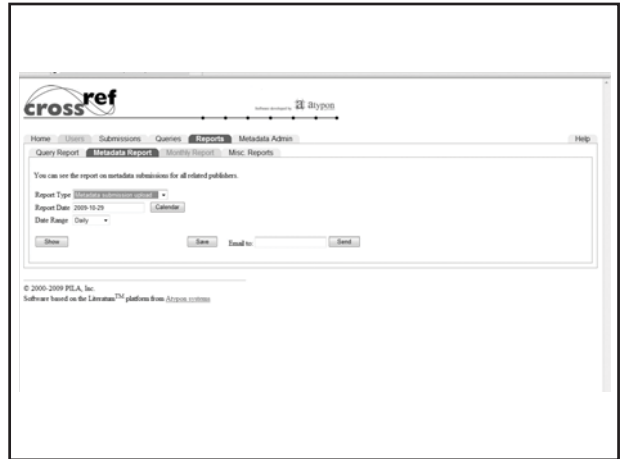 crossref
Software developed by atypon
Home Users Submissions Queries Reports Metadata Admin Help
Query Report Metadata Report Monthly Report Misc. Reports
You can see the report on metadata submissions for all related publishers.
Report Type Metadata submission upload
Report Date 2009-10-29 Calendar
Date Range Daily
Show Save Email to: Send
© 2000-2009 PILA, Inc.
Software based on the Literatum™ platform from Atypon systems